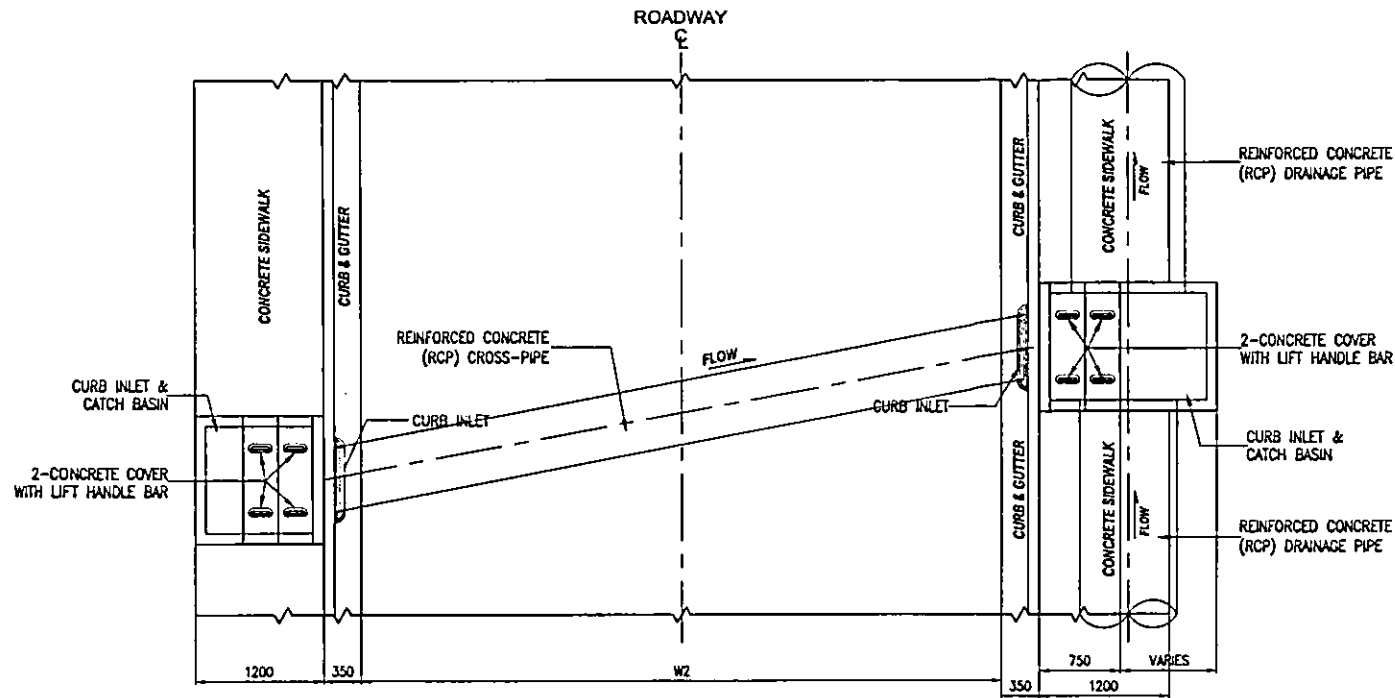 ROADWAY
℄
CONCRETE SIDEWALK
CURB & GUTTER
CURB & GUTTER
CONCRETE SIDEWALK
FLOW
REINFORCED CONCRETE
(RCP) DRAINAGE PIPE
REINFORCED CONCRETE
(RCP) CROSS-PIPE
FLOW
2-CONCRETE COVER
WITH LIFT HANDLE BAR
CURB INLET &
CATCH BASIN
CURB INLET
CURB INLET
CURB INLET &
CATCH BASIN
2-CONCRETE COVER
WITH LIFT HANDLE BAR
CURB & GUTTER
CONCRETE SIDEWALK
FLOW
REINFORCED CONCRETE
(RCP) DRAINAGE PIPE
1200
350
W2
350
750
VARIES
1200